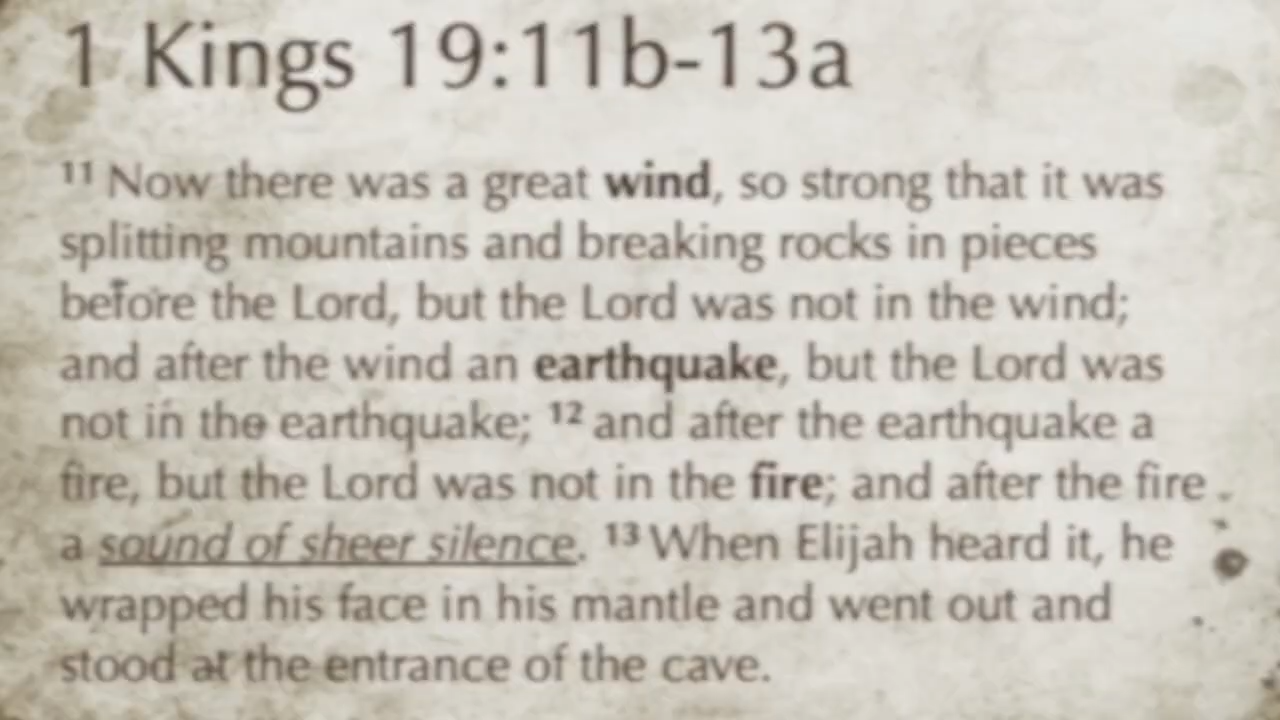 1 Kings 19:11b-13a
11 Now there was a great wind, so strong that it was
splitting mountains and breaking rocks in pieces
before the Lord, but the Lord was not in the wind;
and after the wind an earthquake, but the Lord was
not in the earthquake; 12 and after the earthquake a
fire, but the Lord was not in the fire; and after the fire
a sound of sheer silence. 13 When Elijah heard it, he
wrapped his face in his mantle and went out and
stood at the entrance of the cave.